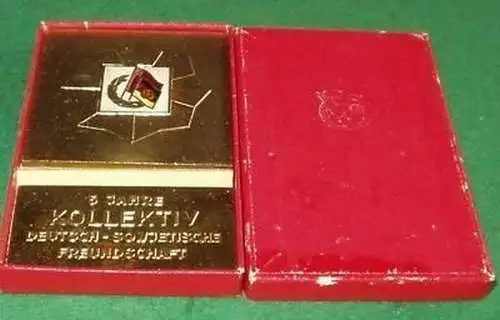 5 JAHRE
KOLLEKTIV
DEUTSCH-SOWJETISCHE
FREUNDSCHAFT